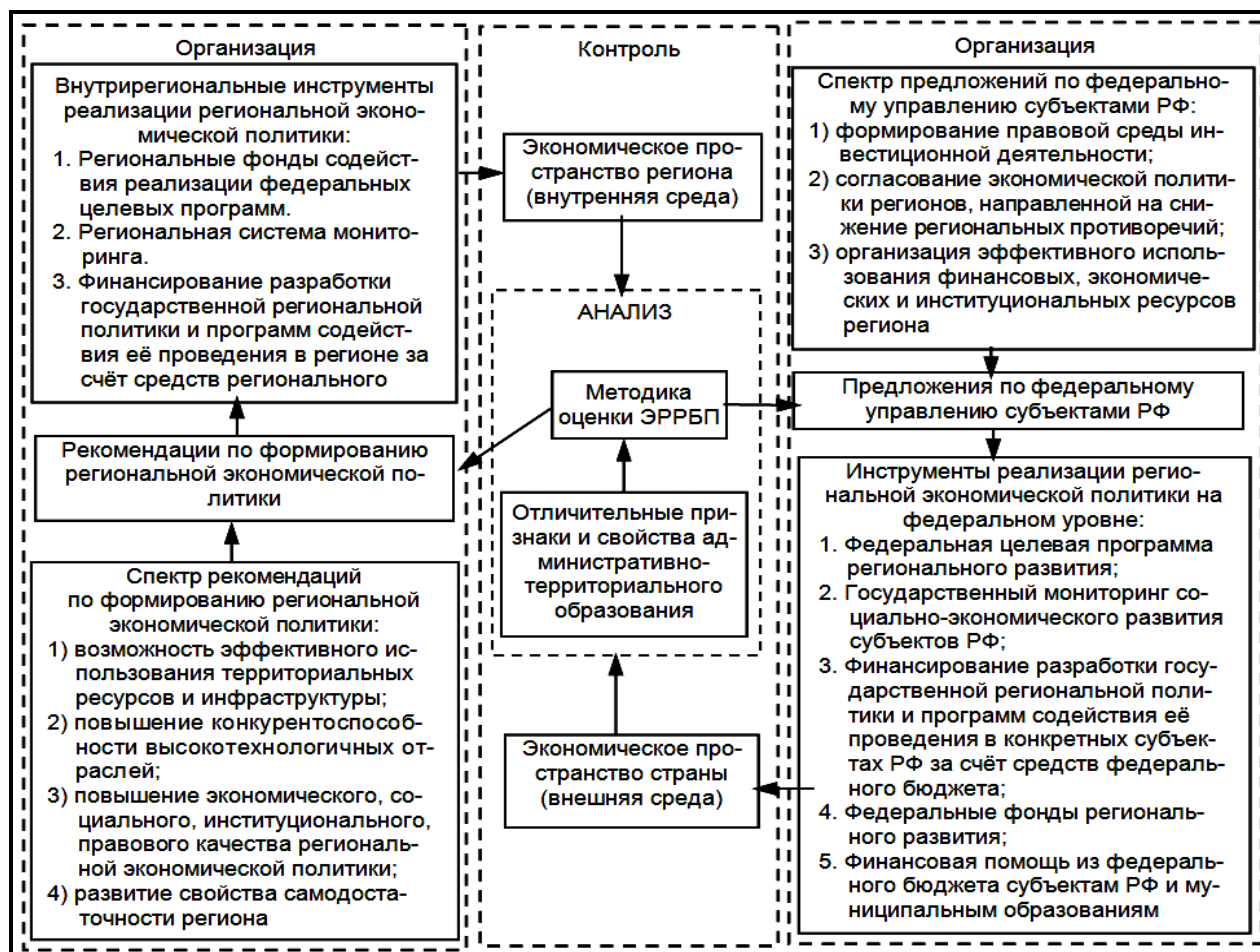 Организация
Внутрирегиональные инструменты
реализации региональной эконо-
мической политики:
1. Региональные фонды содейст-
вия реализации федеральных
целевых программ.
2. Региональная система монито-
ринга.
3. Финансирование разработки
государственной региональной
политики и программ содейст-
вия её проведения в регионе за
счёт средств регионального
Рекомендации по формированию
региональной экономической по-
литики
Спектр рекомендаций
по формированию региональной
экономической политики:
1) возможность эффективного ис-
пользования территориальных
ресурсов и инфраструктуры;
2) повышение конкурентоспособ-
ности высокотехнологичных от-
раслей;
3) повышение экономического, со-
циального, институционального,
правового качества региональ-
ной экономической политики;
4) развитие свойства самодоста-
точности региона
Контроль
Экономическое про-
странство региона
(внутренняя среда)
АНАЛИЗ
Методика
оценки ЭРРБП
Отличительные при-
знаки и свойства ад-
министративно-
территориального
образования
Экономическое про-
странство страны
(внешняя среда)
Организация
Спектр предложений по федерально-
му управлению субъектами РФ:
1) формирование правовой среды ин-
вестиционной деятельности;
2) согласование экономической полити-
ки регионов, направленной на сни-
жение региональных противоречий;
3) организация эффективного исполь-
зования финансовых, экономиче-
ских и институциональных ресурсов
региона
Предложения по федеральному
управлению субъектами РФ
Инструменты реализации регио-
нальной экономической политики на
федеральном уровне:
1. Федеральная целевая программа
регионального развития;
2. Государственный мониторинг со-
циально-экономического развития
субъектов РФ;
3. Финансирование разработки госу-
дарственной региональной поли-
тики и программ содействия её
проведения в конкретных субъек-
тах РФ за счёт средств федераль-
ного бюджета;
4. Федеральные фонды региональ-
ного развития;
5. Финансовая помощь из федераль-
ного бюджета субъектам РФ и му-
ниципальным образованиям